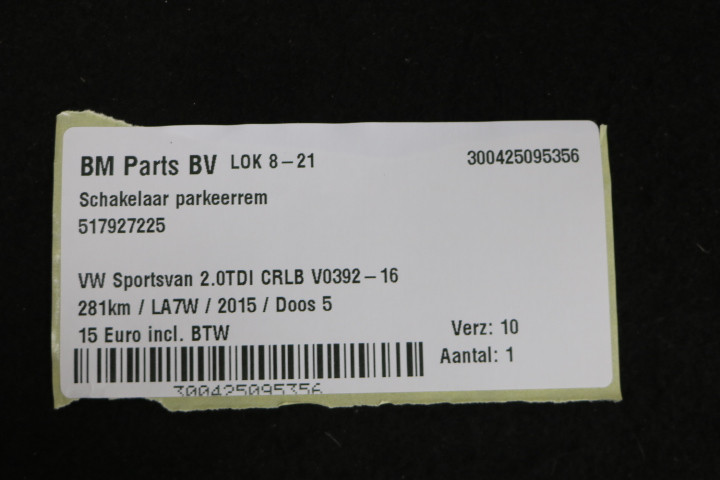 BM Parts BV LOK 8-21 300425095356
Schakelaar parkeerrem
517927225
VW Sportsvan 2.0TDI CRLB V0392-16
281km / LA7W / 2015 / Doos 5
15 Euro incl. BTW Verz: 10
Aantal: 1
300425095356